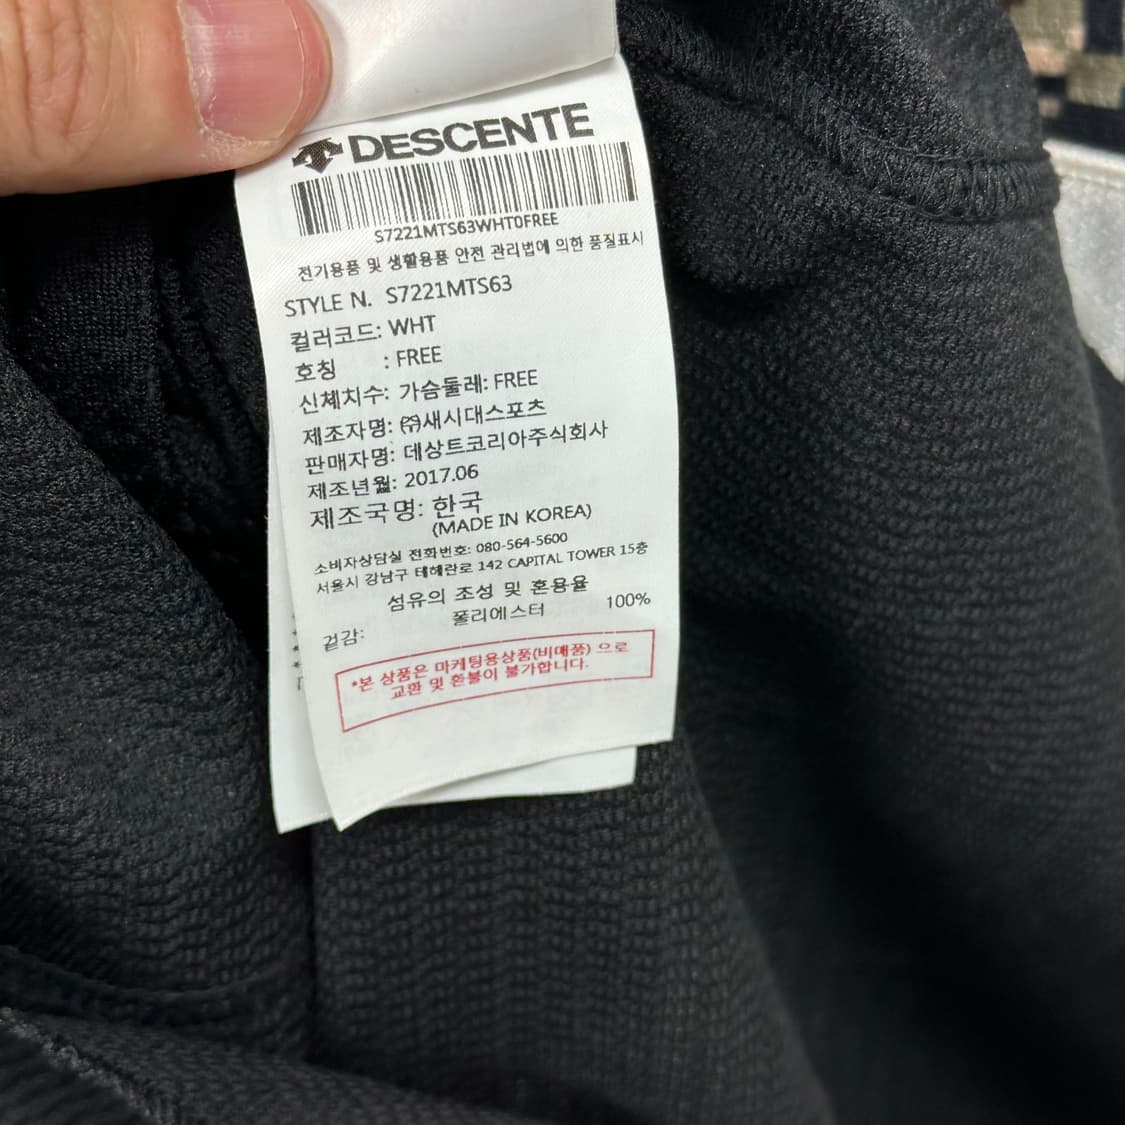 DESCENTE
S7221MTS63WHT0FREE
전기용품 및 생활용품 안전 관리법에 의한 품질표시
STYLE N. S7221MTS63
컬러코드: WHT
호칭 : FREE
신체치수: 가슴둘레: FREE
제조자명: ㈜새시대스포츠
판매자명: 데상트코리아주식회사
제조년월: 2017.06
제조국명: 한국
(MADE IN KOREA)
소비자상담실 전화번호: 080-564-5600
서울시 강남구 테헤란로 142 CAPITAL TOWER 15층
섬유의 조성 및 혼용율
겉감: 폴리에스터 100%
*본 상품은 마케팅용상품(비매품) 으로
교환 및 환불이 불가합니다.